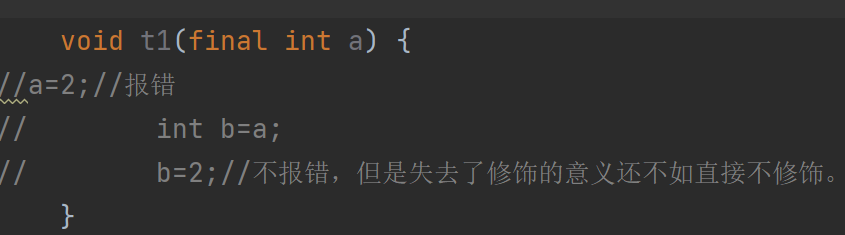 void t1(final int a) {
//a=2;//报错
// int b=a;
// b=2;//不报错，但是失去了修饰的意义还不如直接不修饰。
}